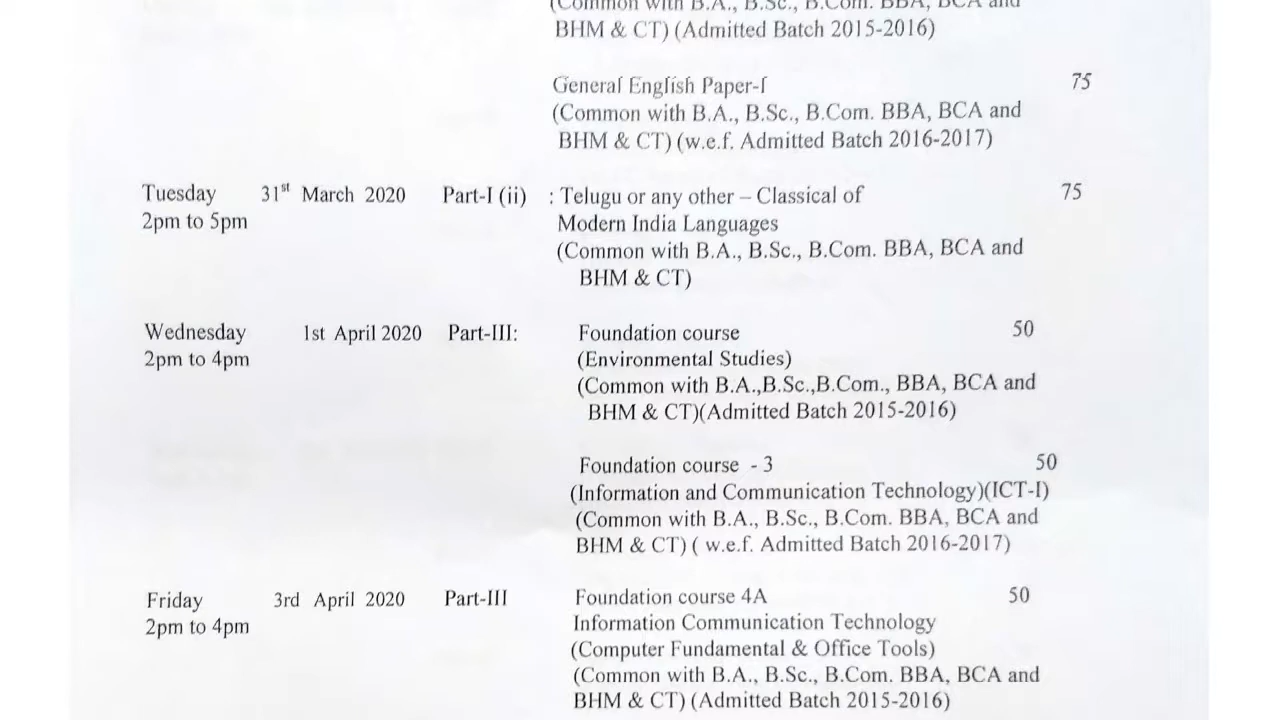 (Common with B.A., B.Sc., B.Com. BBA, BCA and
BHM & CT) (Admitted Batch 2015-2016)
General English Paper-I 75
(Common with B.A., B.Sc., B.Com. BBA, BCA and
BHM & CT) (w.e.f. Admitted Batch 2016-2017)
Tuesday 31st March 2020 Part-I (ii) : Telugu or any other – Classical of 75
2pm to 5pm Modern India Languages
(Common with B.A., B.Sc., B.Com. BBA, BCA and
BHM & CT)
Wednesday 1st April 2020 Part-III: Foundation course 50
2pm to 4pm (Environmental Studies)
(Common with B.A.,B.Sc.,B.Com., BBA, BCA and
BHM & CT)(Admitted Batch 2015-2016)
Foundation course - 3 50
(Information and Communication Technology)(ICT-I)
(Common with B.A., B.Sc., B.Com. BBA, BCA and
BHM & CT) ( w.e.f. Admitted Batch 2016-2017)
Friday 3rd April 2020 Part-III Foundation course 4A 50
2pm to 4pm Information Communication Technology
(Computer Fundamental & Office Tools)
(Common with B.A., B.Sc., B.Com. BBA, BCA and
BHM & CT) (Admitted Batch 2015-2016)